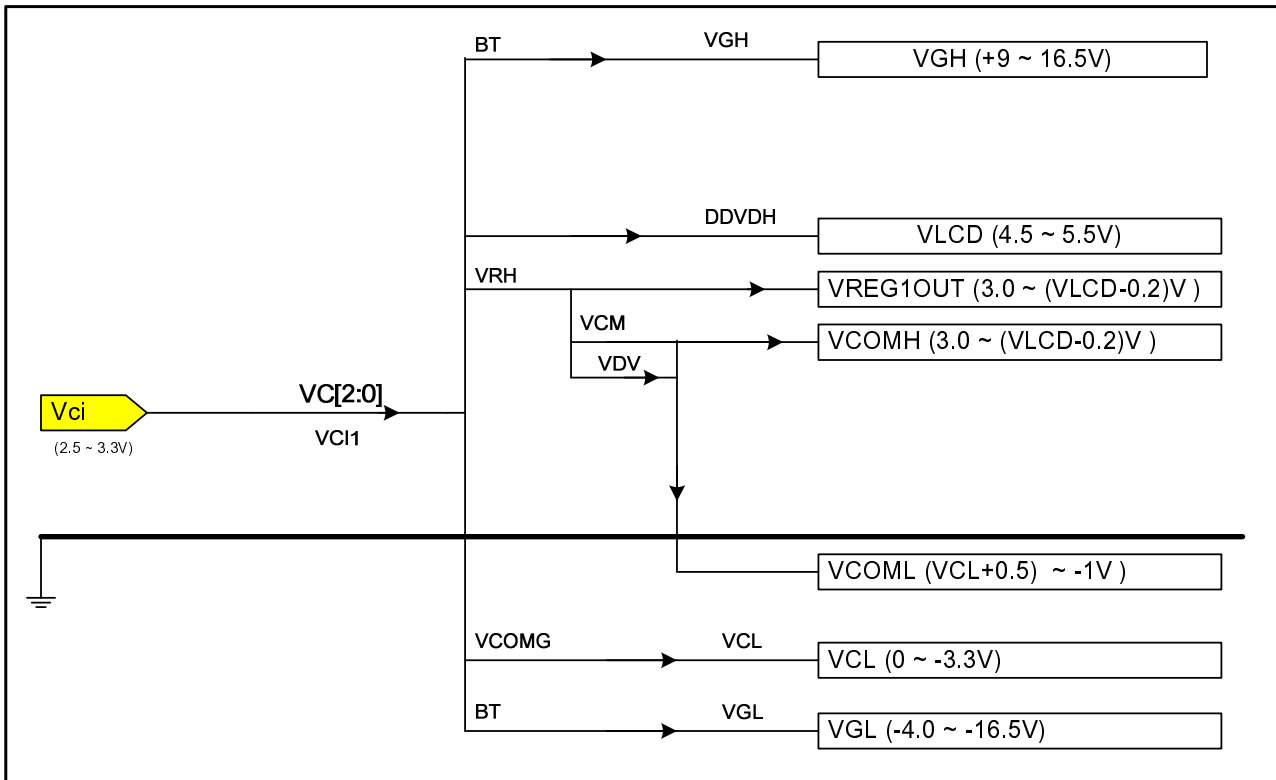 BT
VGH
VGH (+9 ~ 16.5V)
DDVDH
VLCD (4.5 ~ 5.5V)
VRH
VREG1OUT (3.0 ~ (VLCD-0.2)V )
VCM
VCOMH (3.0 ~ (VLCD-0.2)V )
VDV
Vci
VC[2:0]
(2.5 ~ 3.3V)
VCI1
VCOML (VCL+0.5) ~ -1V )
VCOMG
VCL
VCL (0 ~ -3.3V)
BT
VGL
VGL (-4.0 ~ -16.5V)